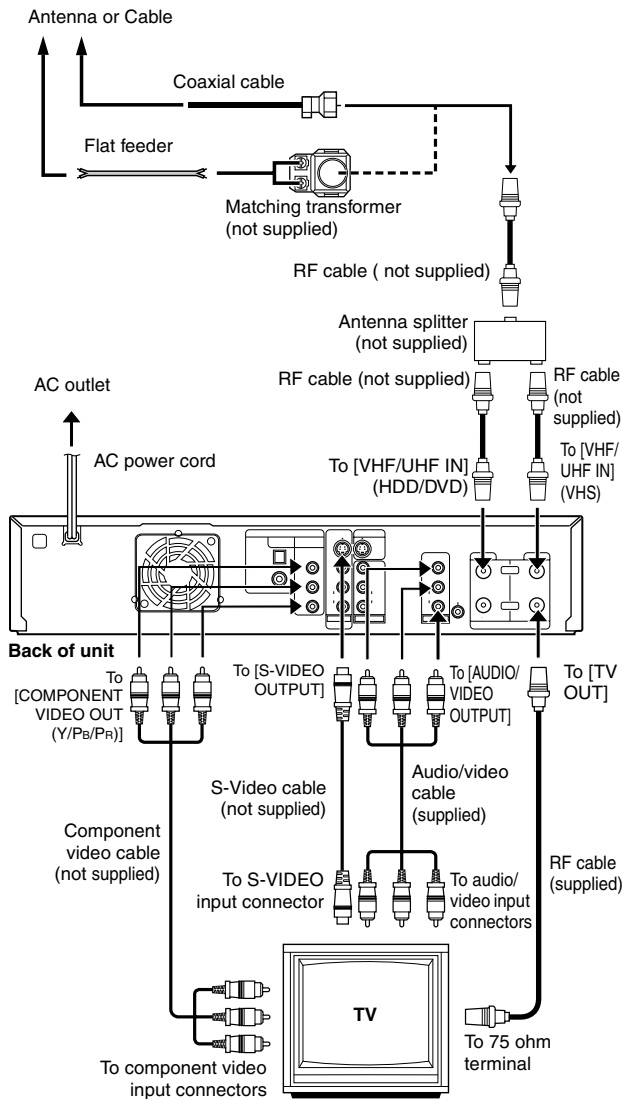 Antenna or Cable
Coaxial cable
Flat feeder
Matching transformer
(not supplied)
RF cable ( not supplied)
Antenna splitter
(not supplied)
RF cable (not supplied)
RF cable
(not
supplied)
AC outlet
AC power cord
To [VHF/UHF IN]
(HDD/DVD)
To [VHF/
UHF IN]
(VHS)
Back of unit
To
[COMPONENT
VIDEO OUT
(Y/PB/PR)]
To [S-VIDEO
OUTPUT]
To [AUDIO/
VIDEO
OUTPUT]
To [TV
OUT]
S-Video cable
(not supplied)
Audio/video
cable
(supplied)
Component
video cable
(not supplied)
RF cable
(supplied)
To S-VIDEO
input connector
To audio/
video input
connectors
TV
To 75 ohm
terminal
To component video
input connectors